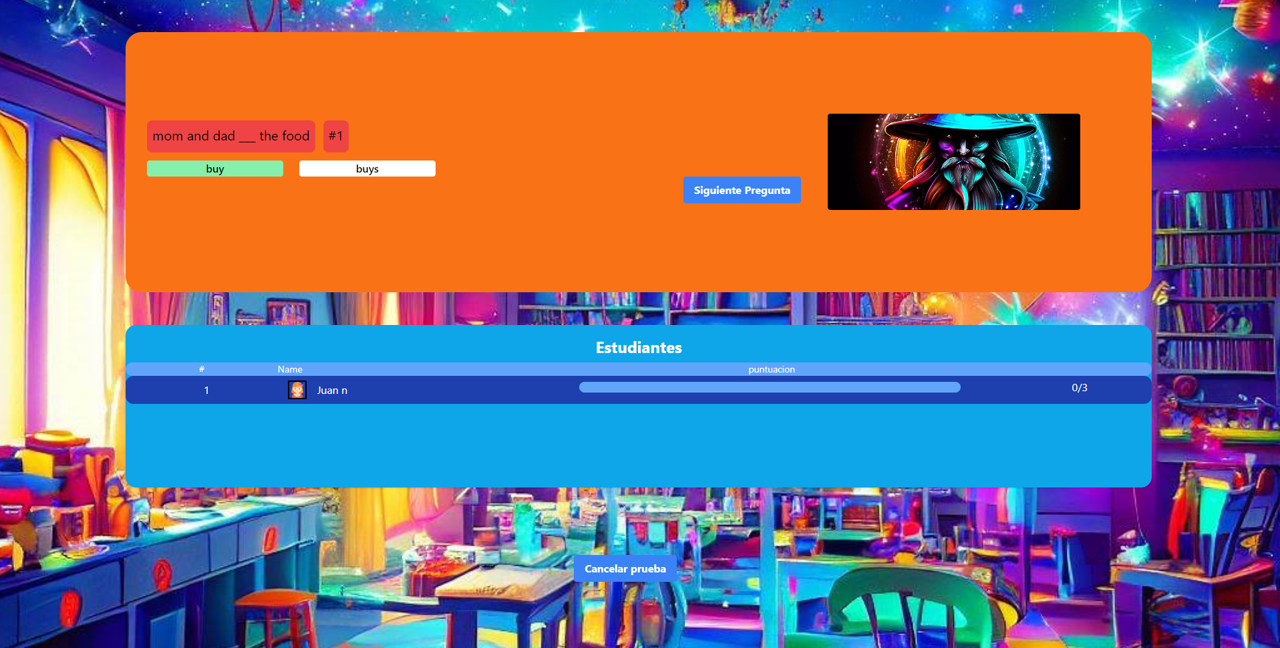 mom and dad ___ the food #1
buy buys
Siguiente Pregunta
Estudiantes
# Name puntuacion
1 Juan n 0/3
Cancelar prueba